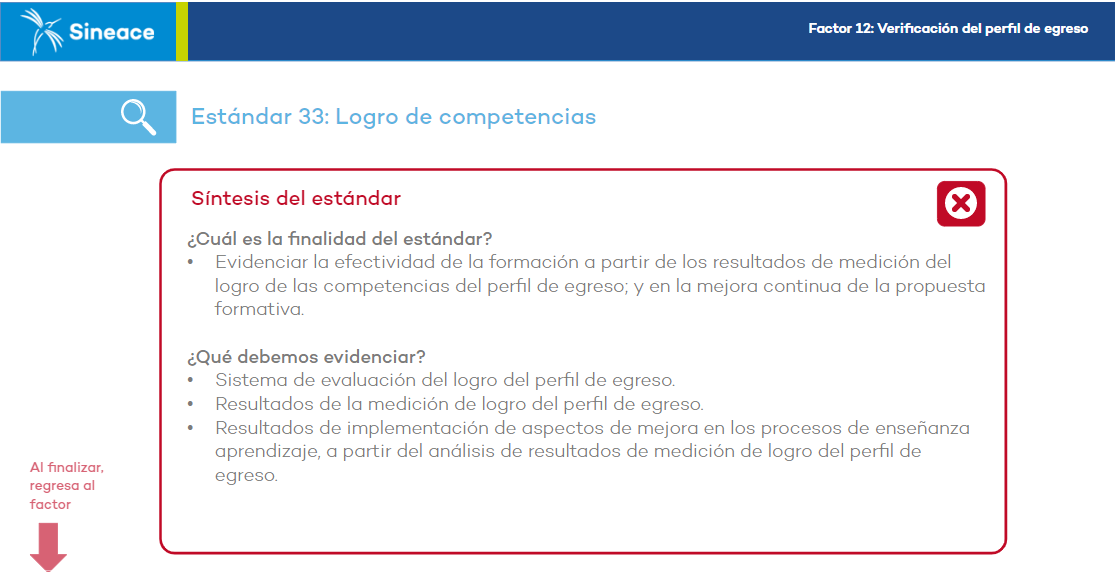 Sineace
Factor 12: Verificación del perfil de egreso
Estándar 33: Logro de competencias
Síntesis del estándar
¿Cuál es la finalidad del estándar?
• Evidenciar la efectividad de la formación a partir de los resultados de medición del
logro de las competencias del perfil de egreso; y en la mejora continua de la propuesta
formativa.
¿Qué debemos evidenciar?
• Sistema de evaluación del logro del perfil de egreso.
• Resultados de la medición de logro del perfil de egreso.
• Resultados de implementación de aspectos de mejora en los procesos de enseñanza
aprendizaje, a partir del análisis de resultados de medición de logro del perfil de
egreso.
Al finalizar,
regresa al
factor